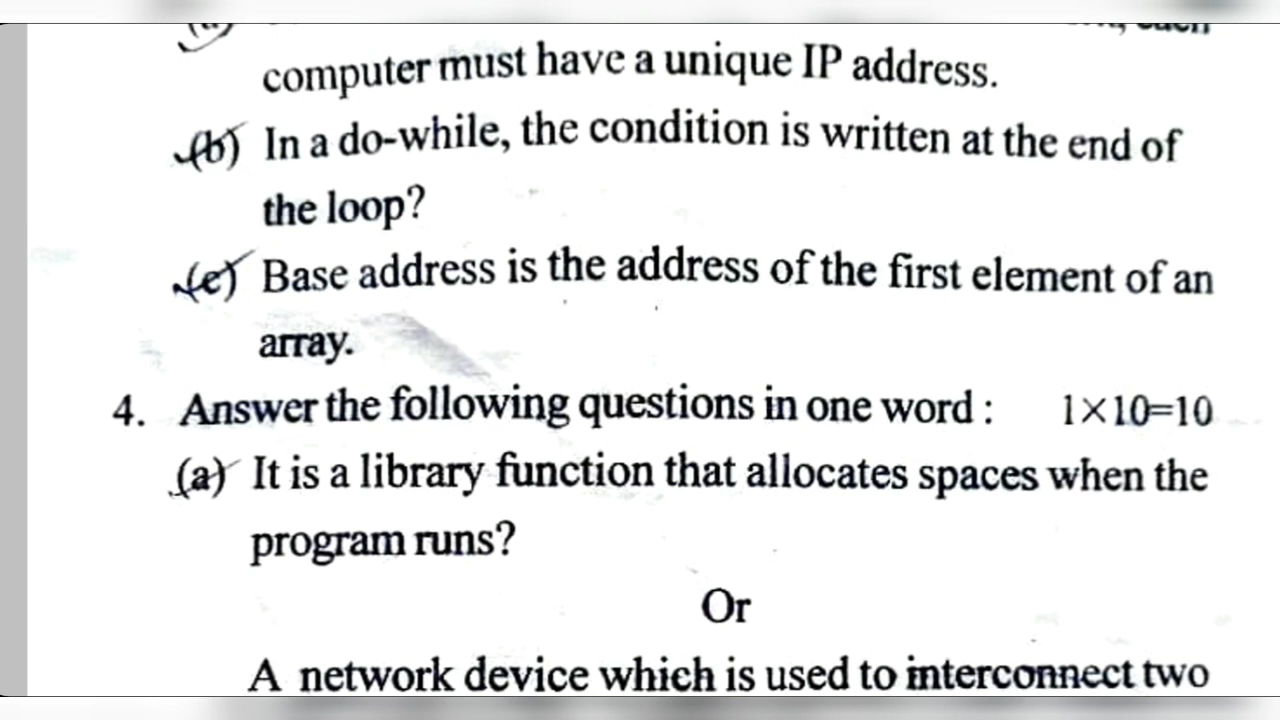 each
computer must have a unique IP address.
(b) In a do-while, the condition is written at the end of
the loop?
(c) Base address is the address of the first element of an
array.
4. Answer the following questions in one word : 1×10=10
(a) It is a library function that allocates spaces when the
program runs?
Or
A network device which is used to interconnect two